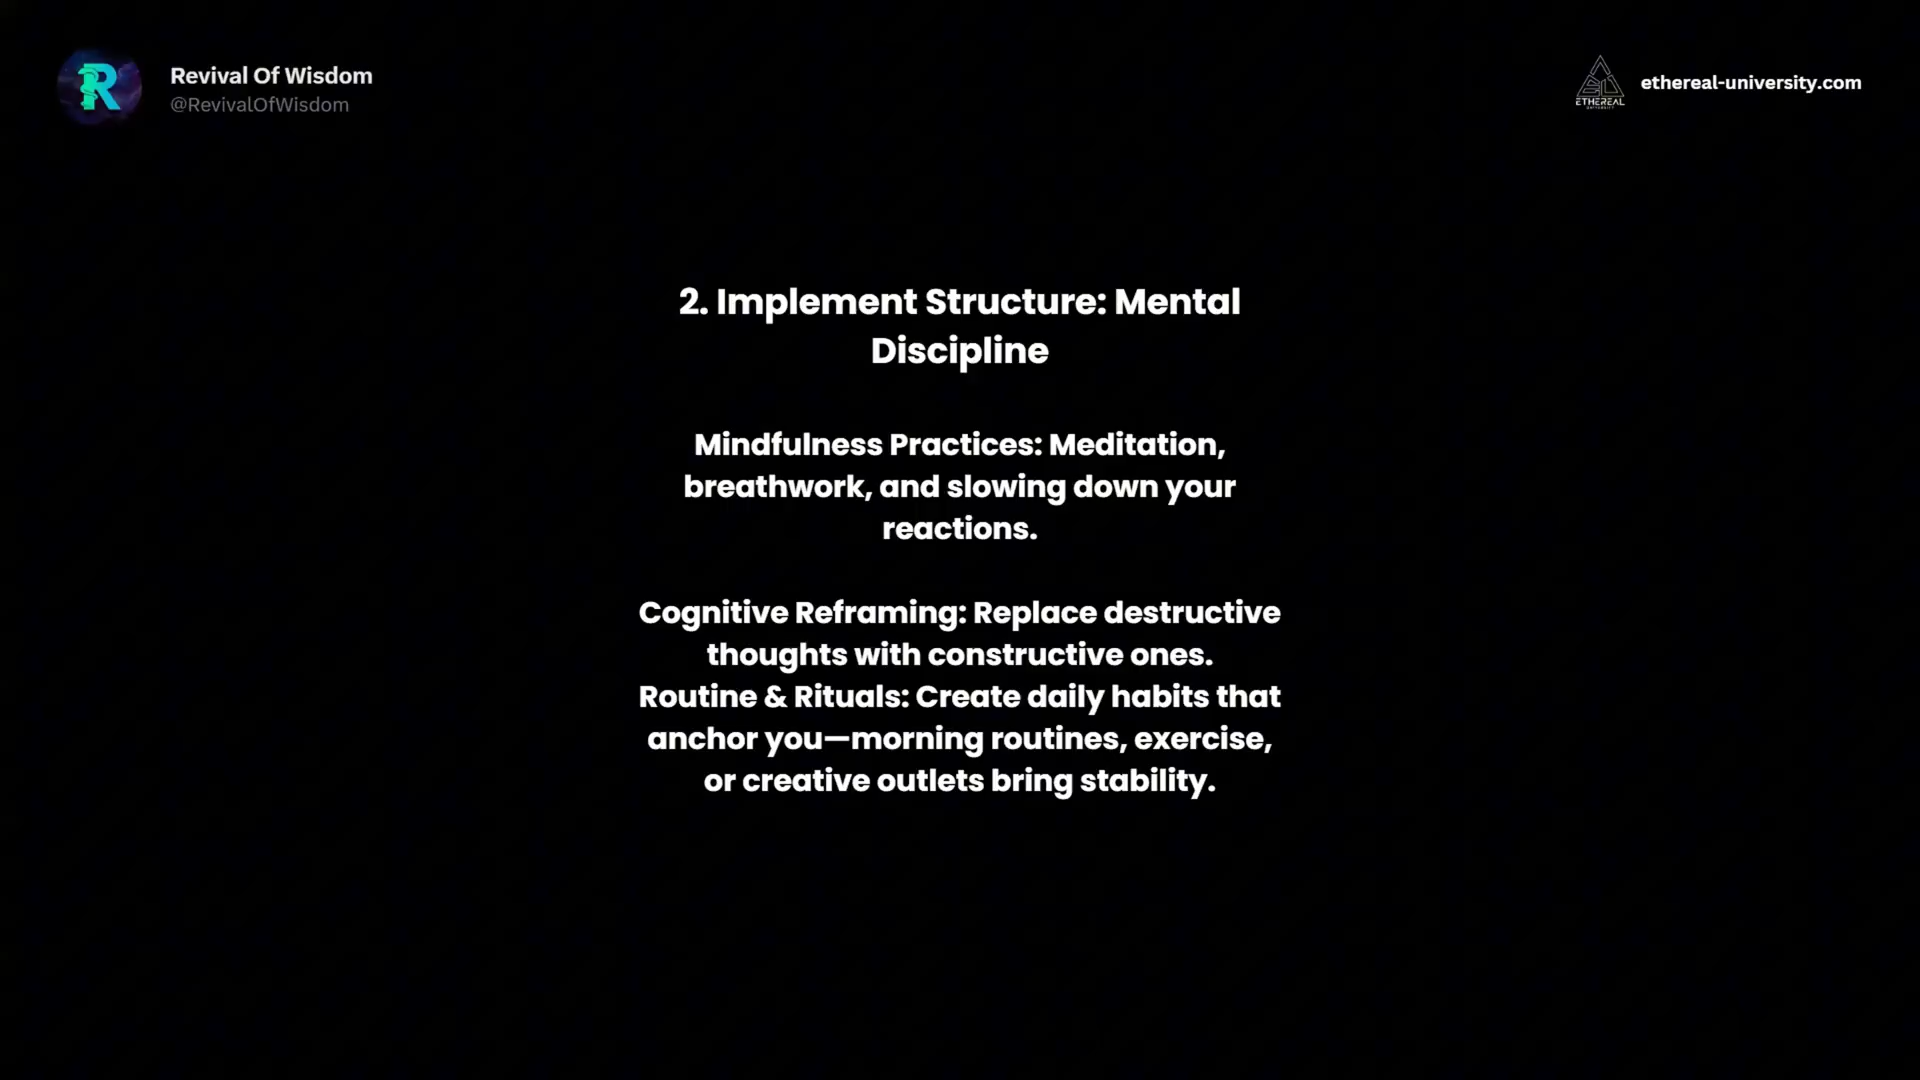 Revival Of Wisdom
@RevivalOfWisdom
ETHEREAL
UNIVERSITY
ethereal-university.com
2. Implement Structure: Mental
Discipline
Mindfulness Practices: Meditation,
breathwork, and slowing down your
reactions.
Cognitive Reframing: Replace destructive
thoughts with constructive ones.
Routine & Rituals: Create daily habits that
anchor you—morning routines, exercise,
or creative outlets bring stability.